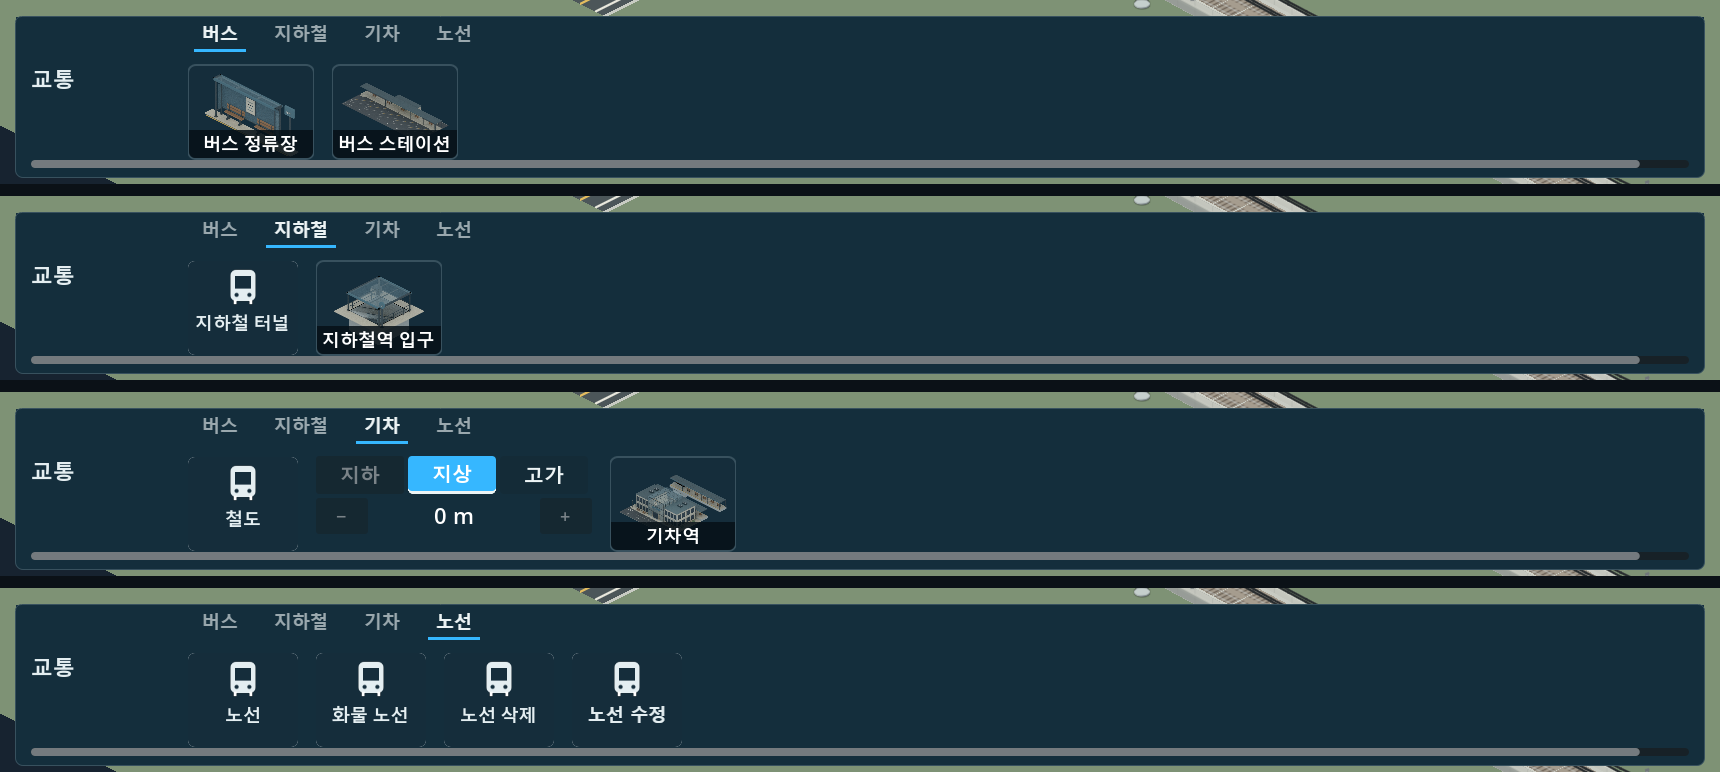 버스 지하철 기차 노선
교통
버스 정류장 버스 스테이션
버스 지하철 기차 노선
교통
지하철 터널 지하철역 입구
버스 지하철 기차 노선
교통
지하 지상 고가
- 0 m +
철도 기차역
버스 지하철 기차 노선
교통
노선 화물 노선 노선 삭제 노선 수정